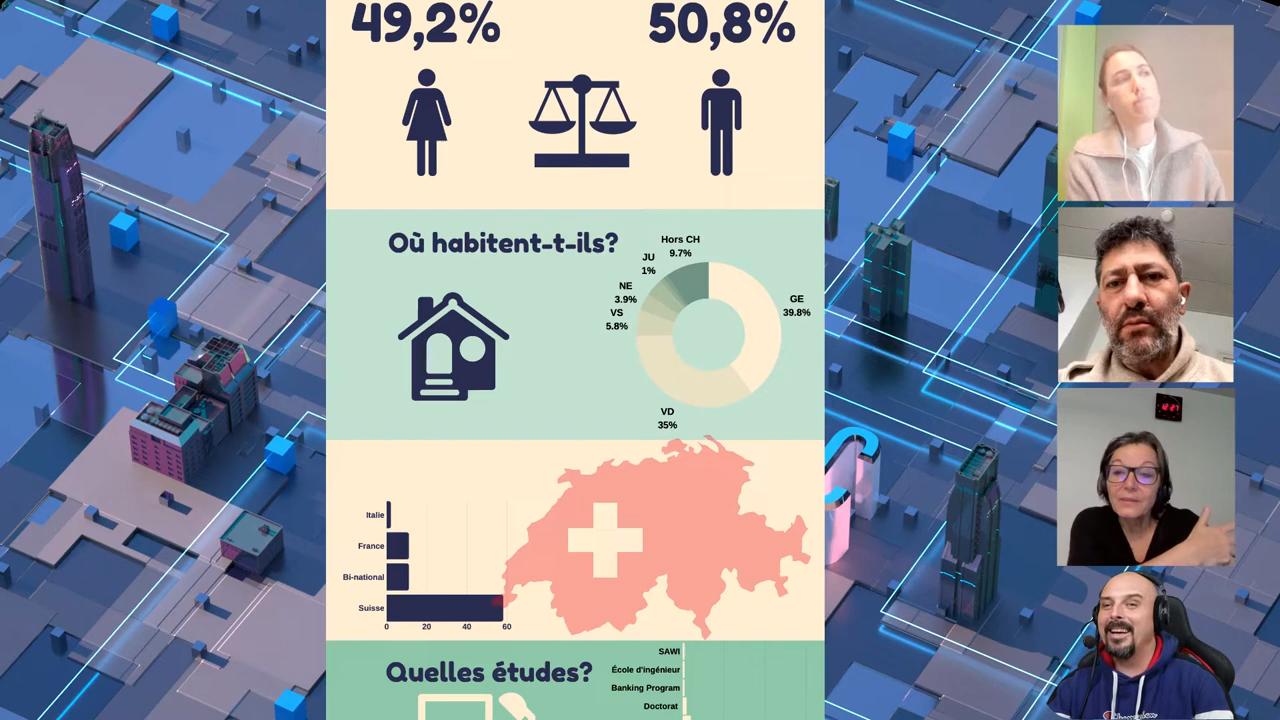 49,2%
50,8%
Où habitent-t-ils?
Hors CH
9.7%
JU
1%
NE
3.9%
VS
5.8%
GE
39.8%
VD
35%
Italie
France
Bi-national
Suisse
0 20 40 60
Quelles études?
SAWI
École d'ingénieur
Banking Program
Doctorat